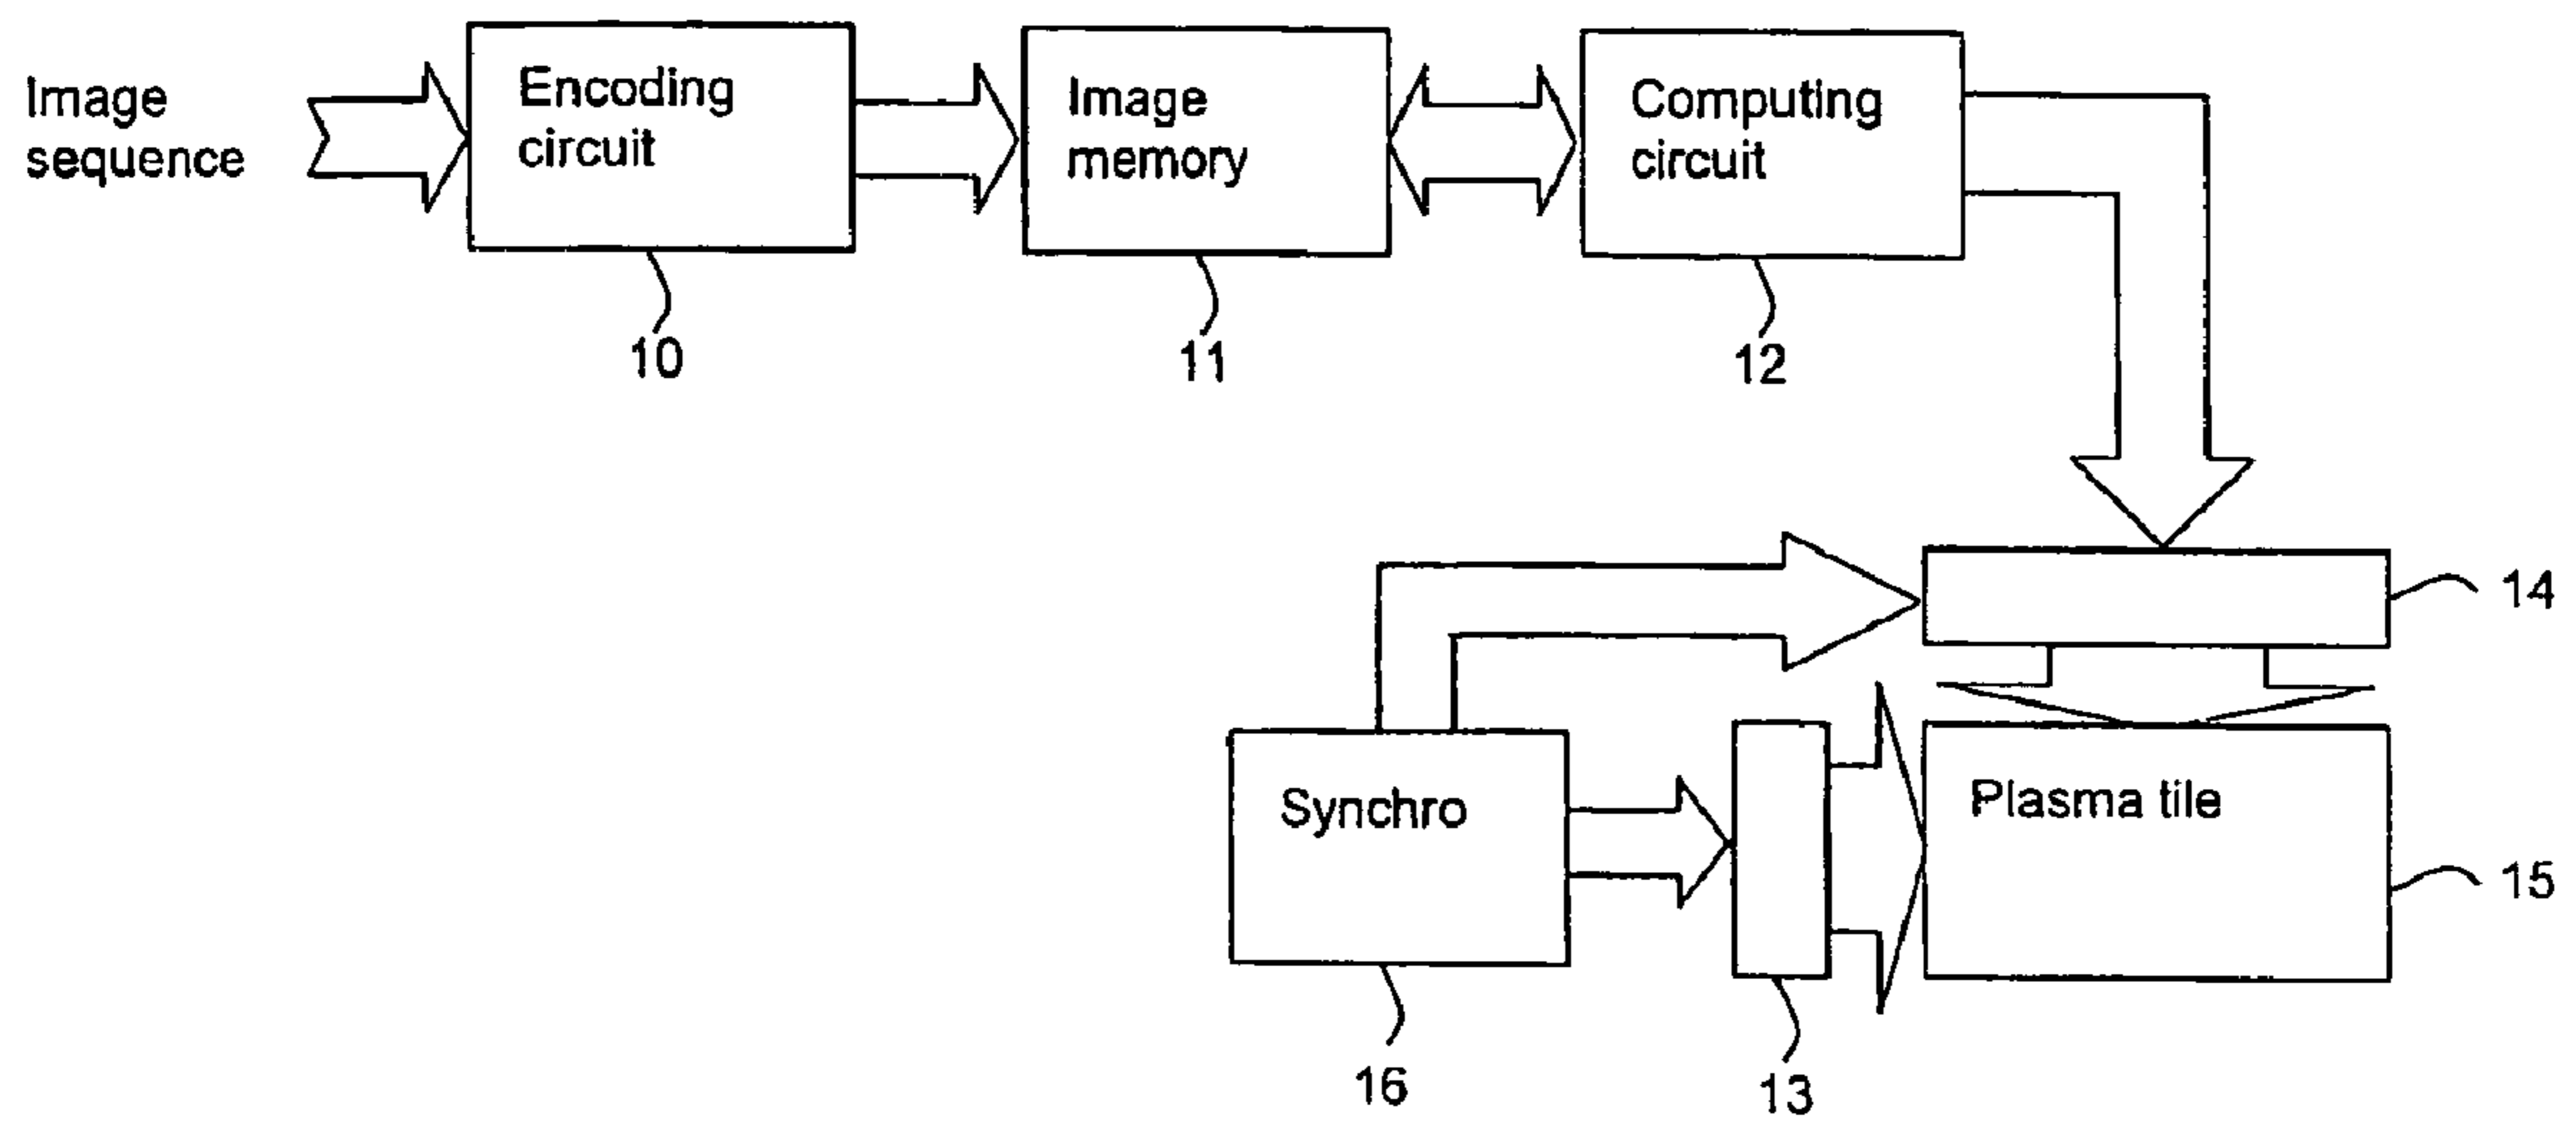 Image
sequence
Encoding
circuit
Image
memory
Computing
circuit
10
11
12
14
Synchro
Plasma tile
15
16
13